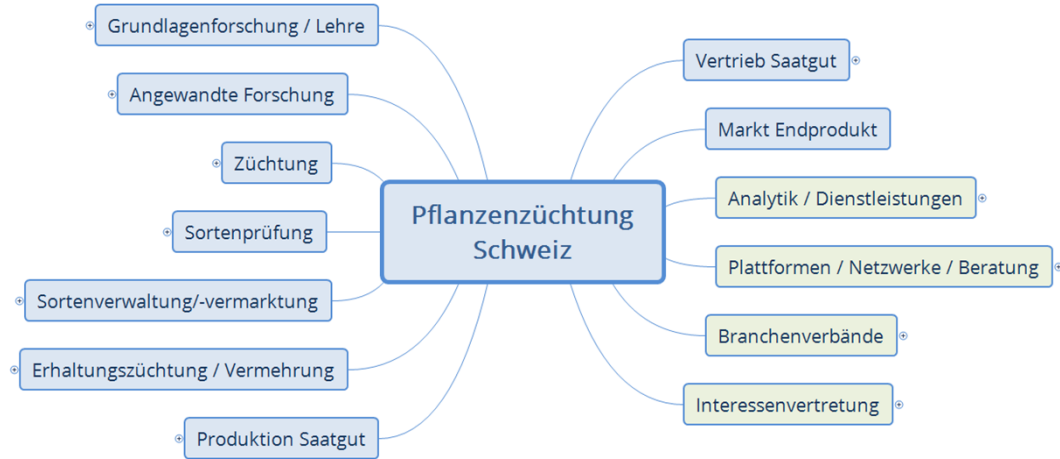 Grundlagenforschung / Lehre
Angewandte Forschung
Züchtung
Sortenprüfung
Sortenverwaltung/-vermarktung
Erhaltungszüchtung / Vermehrung
Produktion Saatgut
Pflanzenzüchtung
Schweiz
Vertrieb Saatgut
Markt Endprodukt
Analytik / Dienstleistungen
Plattformen / Netzwerke / Beratung
Branchenverbände
Interessenvertretung